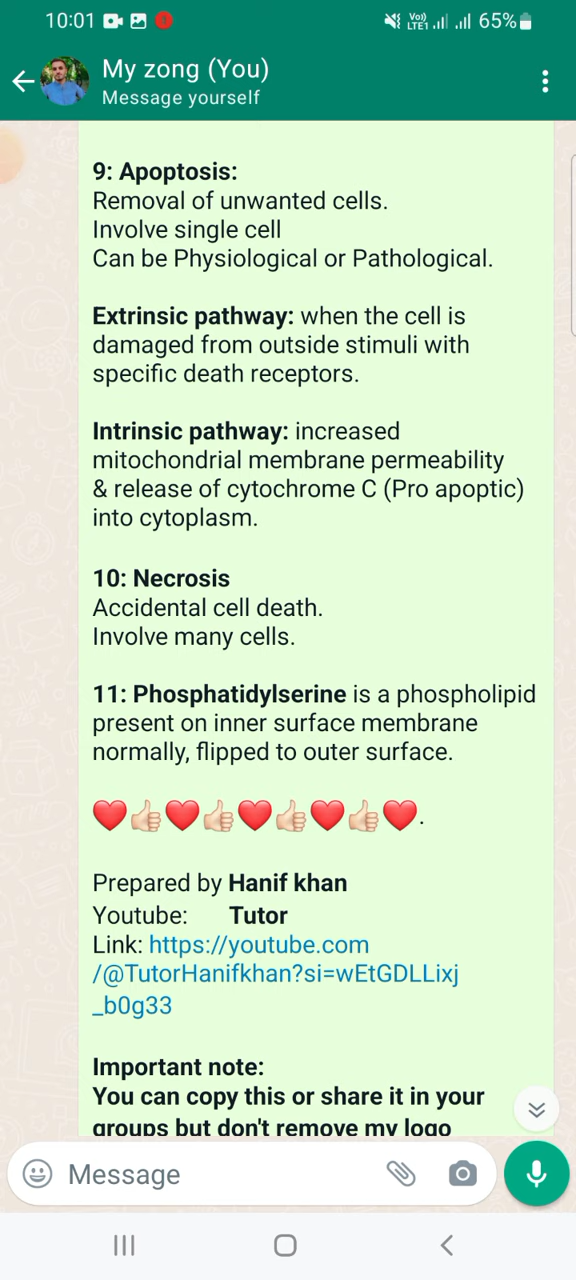 10:01
Vo)) LTE1 65%
My zong (You)
Message yourself
9: Apoptosis:
Removal of unwanted cells.
Involve single cell
Can be Physiological or Pathological.
Extrinsic pathway: when the cell is
damaged from outside stimuli with
specific death receptors.
Intrinsic pathway: increased
mitochondrial membrane permeability
& release of cytochrome C (Pro apoptic)
into cytoplasm.
10: Necrosis
Accidental cell death.
Involve many cells.
11: Phosphatidylserine is a phospholipid
present on inner surface membrane
normally, flipped to outer surface.
❤️👍🏻❤️👍🏻❤️👍🏻❤️👍🏻❤️.
Prepared by Hanif khan
Youtube: Tutor
Link: https://youtube.com
/@TutorHanifkhan?si=wEtGDLLixj
_b0g33
Important note:
You can copy this or share it in your
groups but don't remove my logo
Message